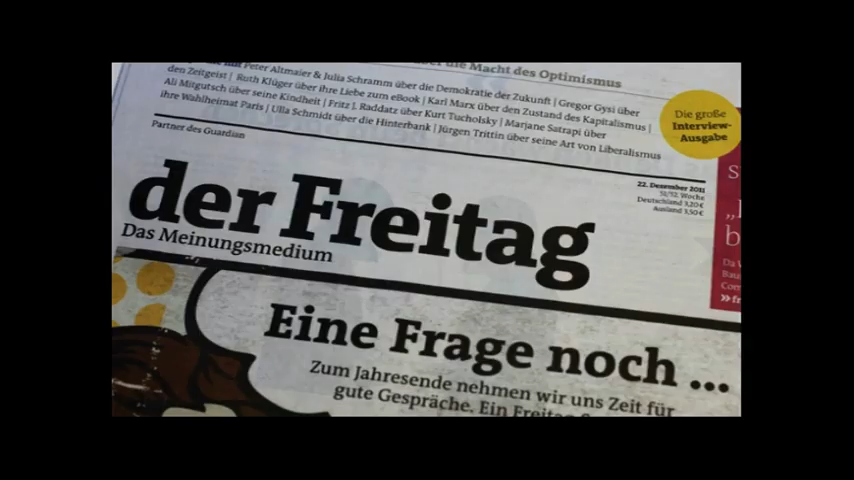 über die Macht des Optimismus
mit Peter Altmaier & Julia Schramm über die Demokratie der Zukunft | Gregor Gysi über
den Zeitgeist | Ruth Klüger über ihre Liebe zum eBook | Karl Marx über den Zustand des Kapitalismus |
Ali Mitgutsch über seine Kindheit | Fritz J. Raddatz über Kurt Tucholsky | Marjane Satrapi über
ihre Wahlheimat Paris | Ulla Schmidt über die Hinterbank | Jürgen Trittin über seine Art von Liberalismus
Die große
Interview-
Ausgabe
Partner des Guardian
22. Dezember 2011
51/52. Woche
Deutschland 3,20 €
Ausland 3,50 €
der Freitag
Das Meinungsmedium
S
„
b
Da
Bau
Com
»fr
Eine Frage noch ...
Zum Jahresende nehmen wir uns Zeit für
gute Gespräche. Ein Freitag